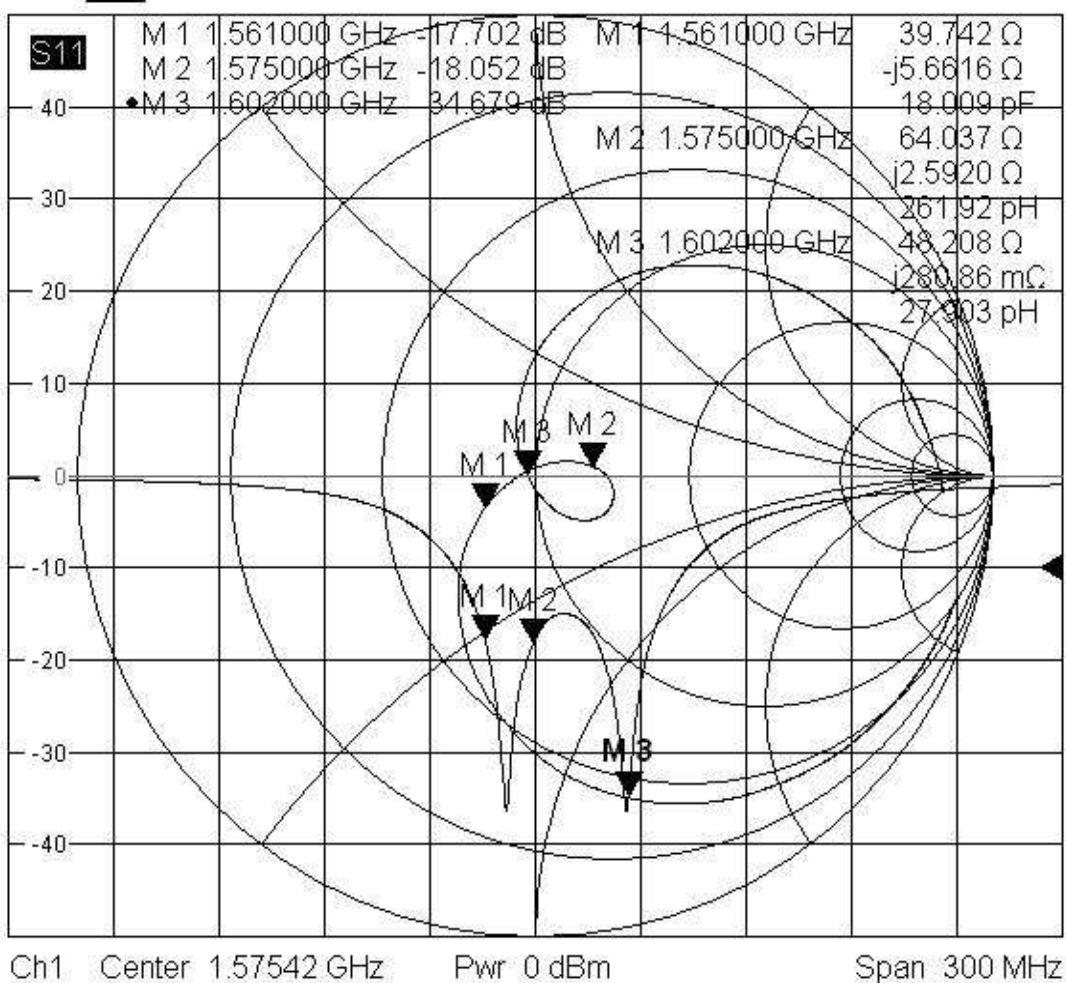 S11
M 1 1.561000 GHz -17.702 dB
M 2 1.575000 GHz -18.052 dB
M 3 1.602000 GHz -34.679 dB
M 1 1.561000 GHz 39.742 Ω
-j5.6616 Ω
18.009 pF
M 2 1.575000 GHz 64.037 Ω
j2.5920 Ω
261.92 pH
M 3 1.602000 GHz 48.208 Ω
j280.86 mΩ
27.903 pH
40
30
20
10
0
-10
-20
-30
-40
M 3
M 2
M 1
M 1
M 2
M 3
Ch1 Center 1.57542 GHz Pwr 0 dBm Span 300 MHz